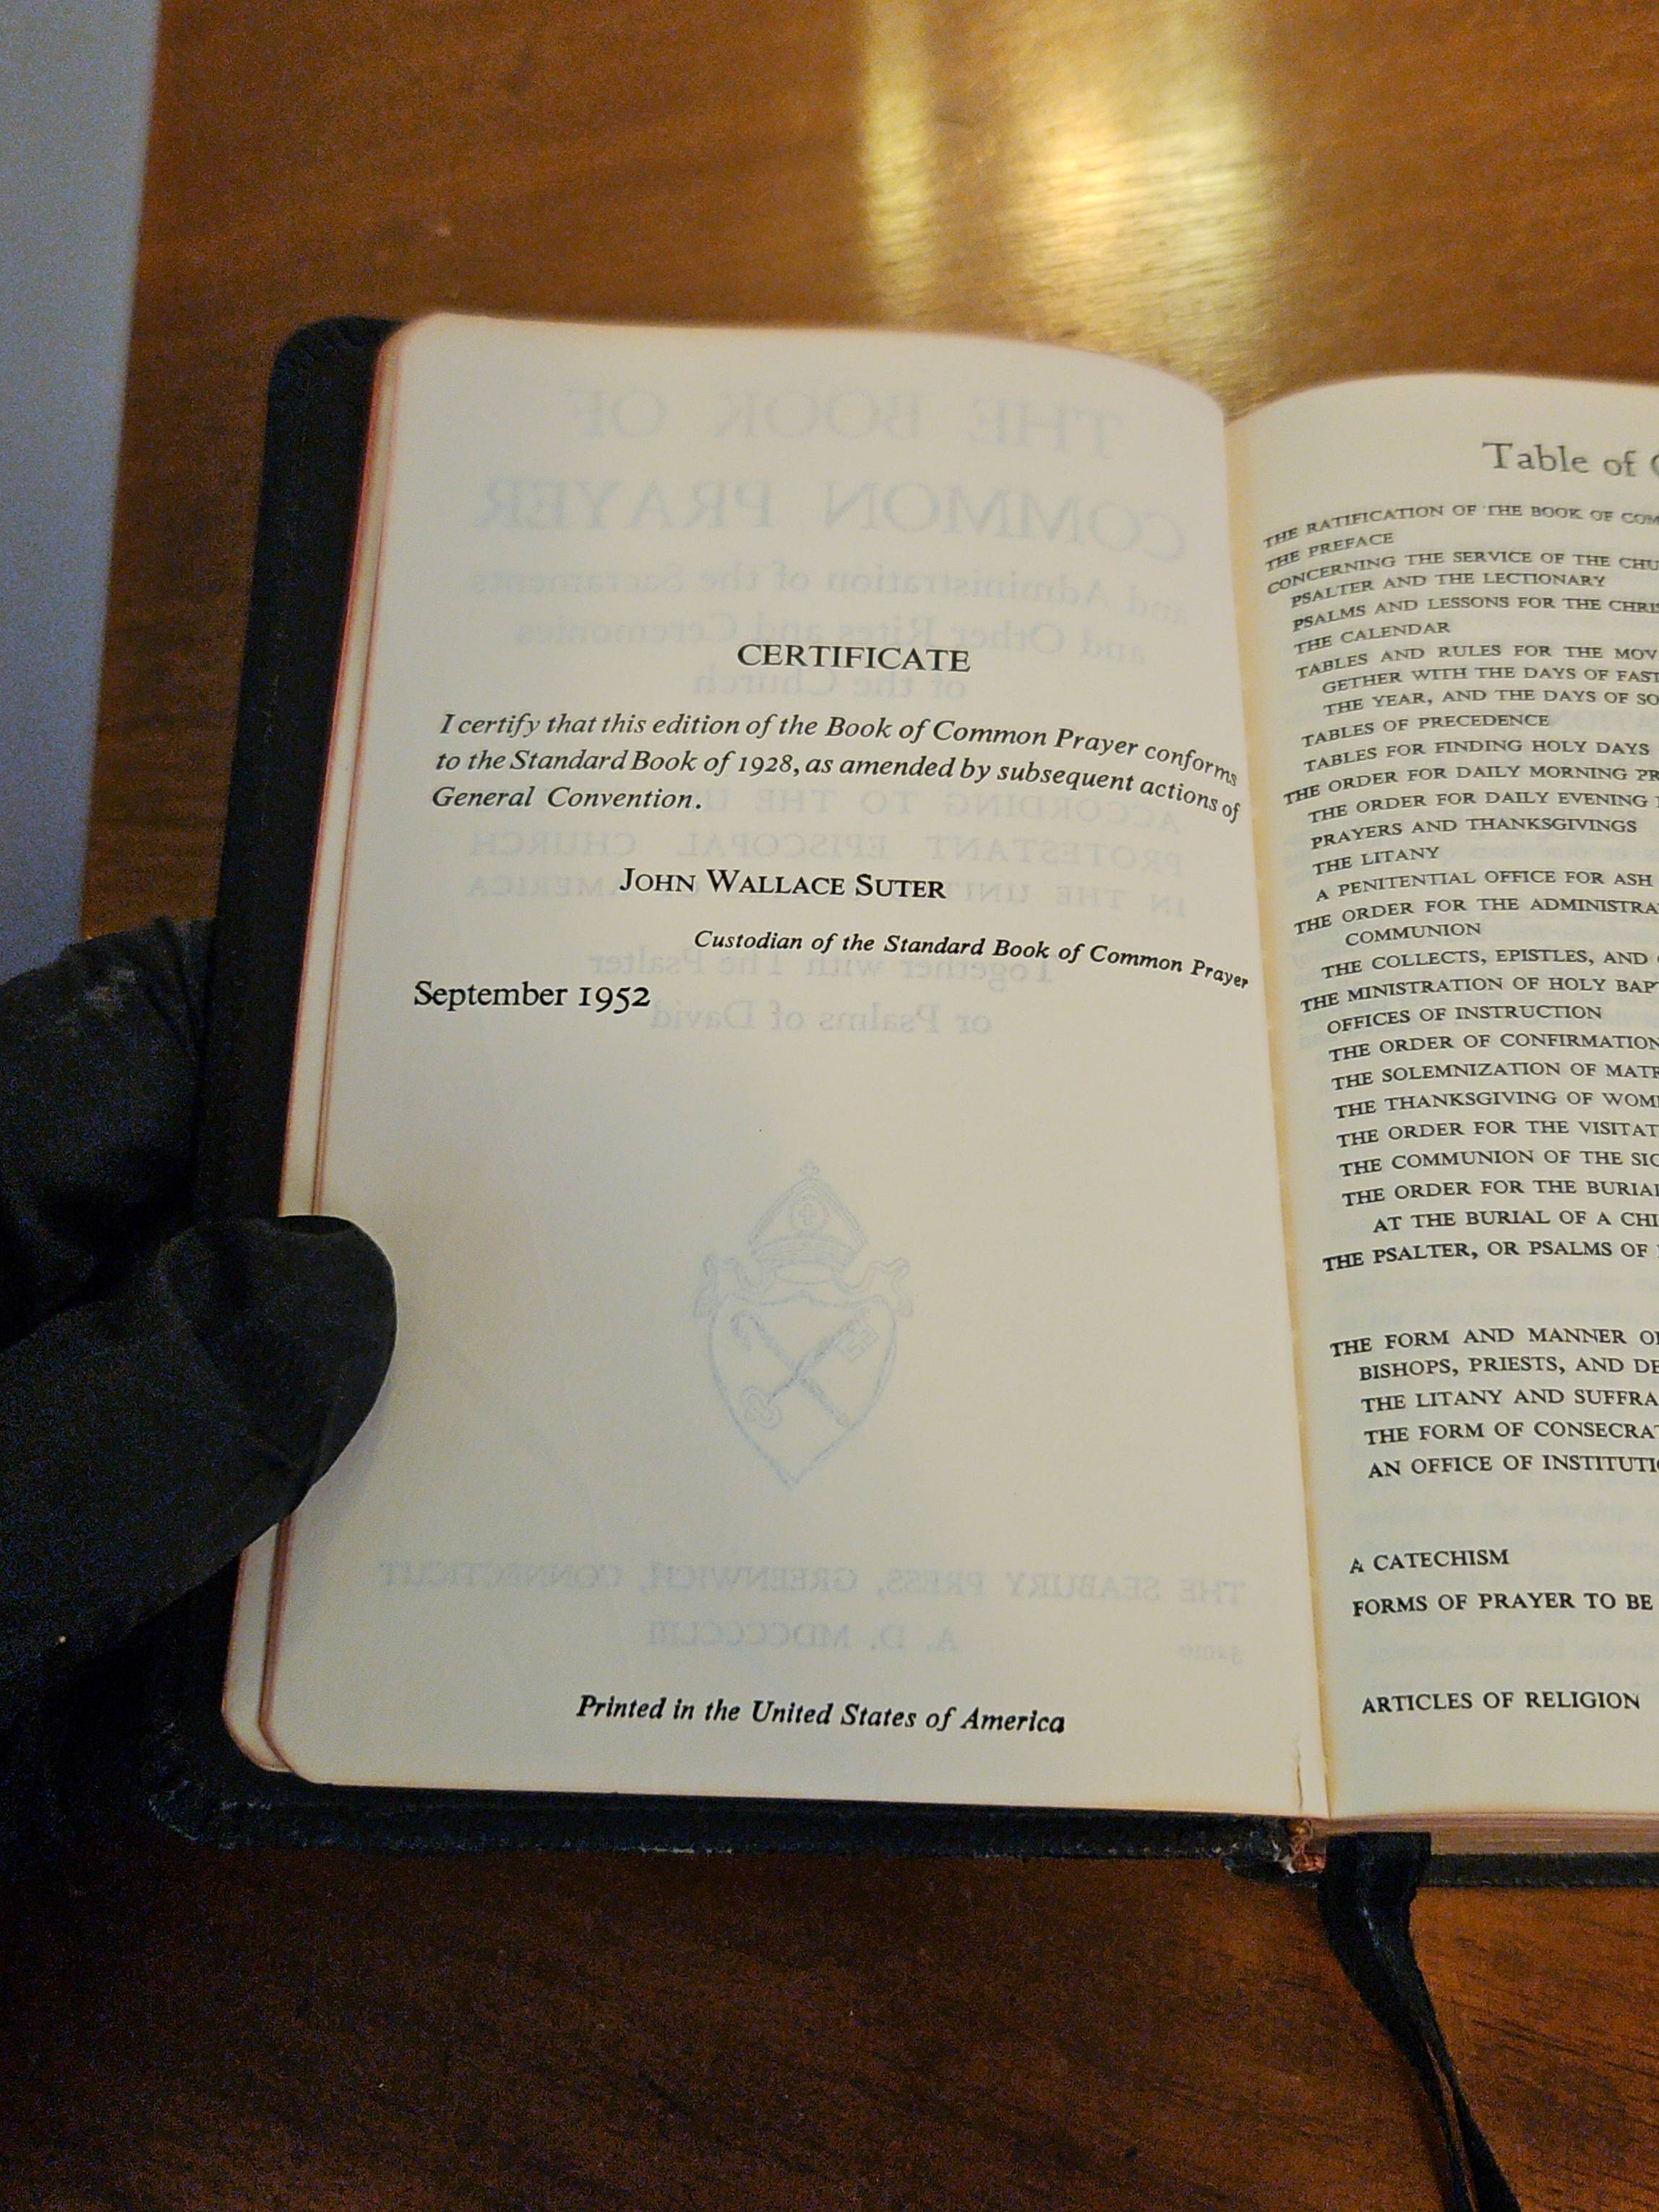 CERTIFICATE
I certify that this edition of the Book of Common Prayer conforms
to the Standard Book of 1928, as amended by subsequent actions of
General Convention.
JOHN WALLACE SUTER
Custodian of the Standard Book of Common Prayer
September 1952
Printed in the United States of America
Table of
THE RATIFICATION OF THE BOOK OF
THE PREFACE
CONCERNING THE SERVICE OF THE
PSALTER AND THE LECTIONARY
PSALMS AND LESSONS FOR THE
THE CALENDAR
TABLES AND RULES FOR THE
GETHER WITH THE DAYS OF
THE YEAR, AND THE DAYS OF
TABLES OF PRECEDENCE
TABLES FOR FINDING HOLY DAYS
THE ORDER FOR DAILY MORNING
THE ORDER FOR DAILY EVENING
PRAYERS AND THANKSGIVINGS
THE LITANY
A PENITENTIAL OFFICE FOR ASH
THE ORDER FOR THE
COMMUNION
THE COLLECTS, EPISTLES, AND
THE MINISTRATION OF HOLY
OFFICES OF INSTRUCTION
THE ORDER OF CONFIRMATION
THE SOLEMNIZATION OF
THE THANKSGIVING OF
THE ORDER FOR THE
THE COMMUNION OF THE
THE ORDER FOR THE
AT THE BURIAL OF A
THE PSALTER, OR PSALMS OF
THE FORM AND MANNER
BISHOPS, PRIESTS, AND
THE LITANY AND
THE FORM OF
AN OFFICE OF
A CATECHISM
FORMS OF PRAYER TO BE
ARTICLES OF RELIGION